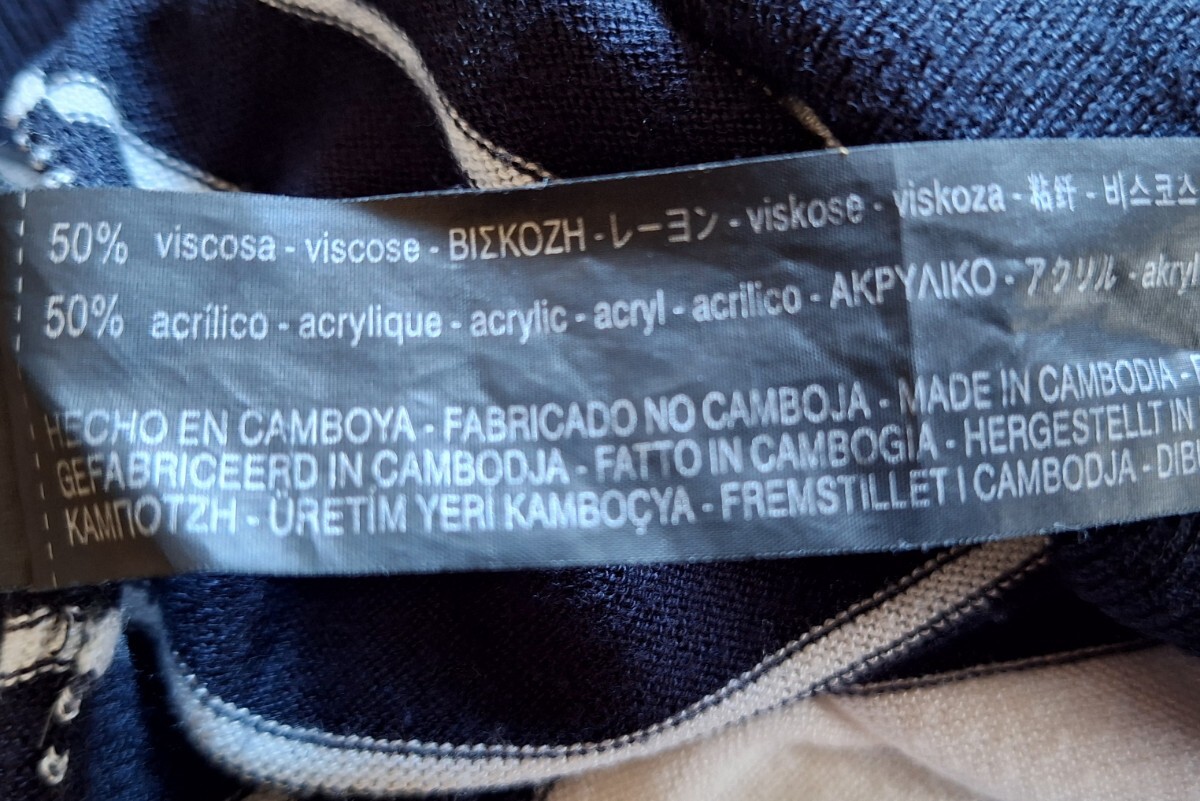 50% viscosa - viscose - ΒΙΣΚΟΖΗ - レーヨン - viskose - viskoza - 粘釬 - 비스코스
50% acrílico - acrylique - acrylic - acryl - acrilico - ΑΚΡΥΛΙΚΟ - アクリル -
HECHO EN CAMBOYA - FABRICADO NO CAMBOJA - MADE IN CAMBODIA -
GEFABRICEERD IN CAMBODJA - FATTO IN CAMBOGIA - HERGESTELLT IN
ΚΑΜΠΟΤΖΗ - ÜRETİM YERİ KAMBOÇYA - FREMSTILLET I CAMBODJA -